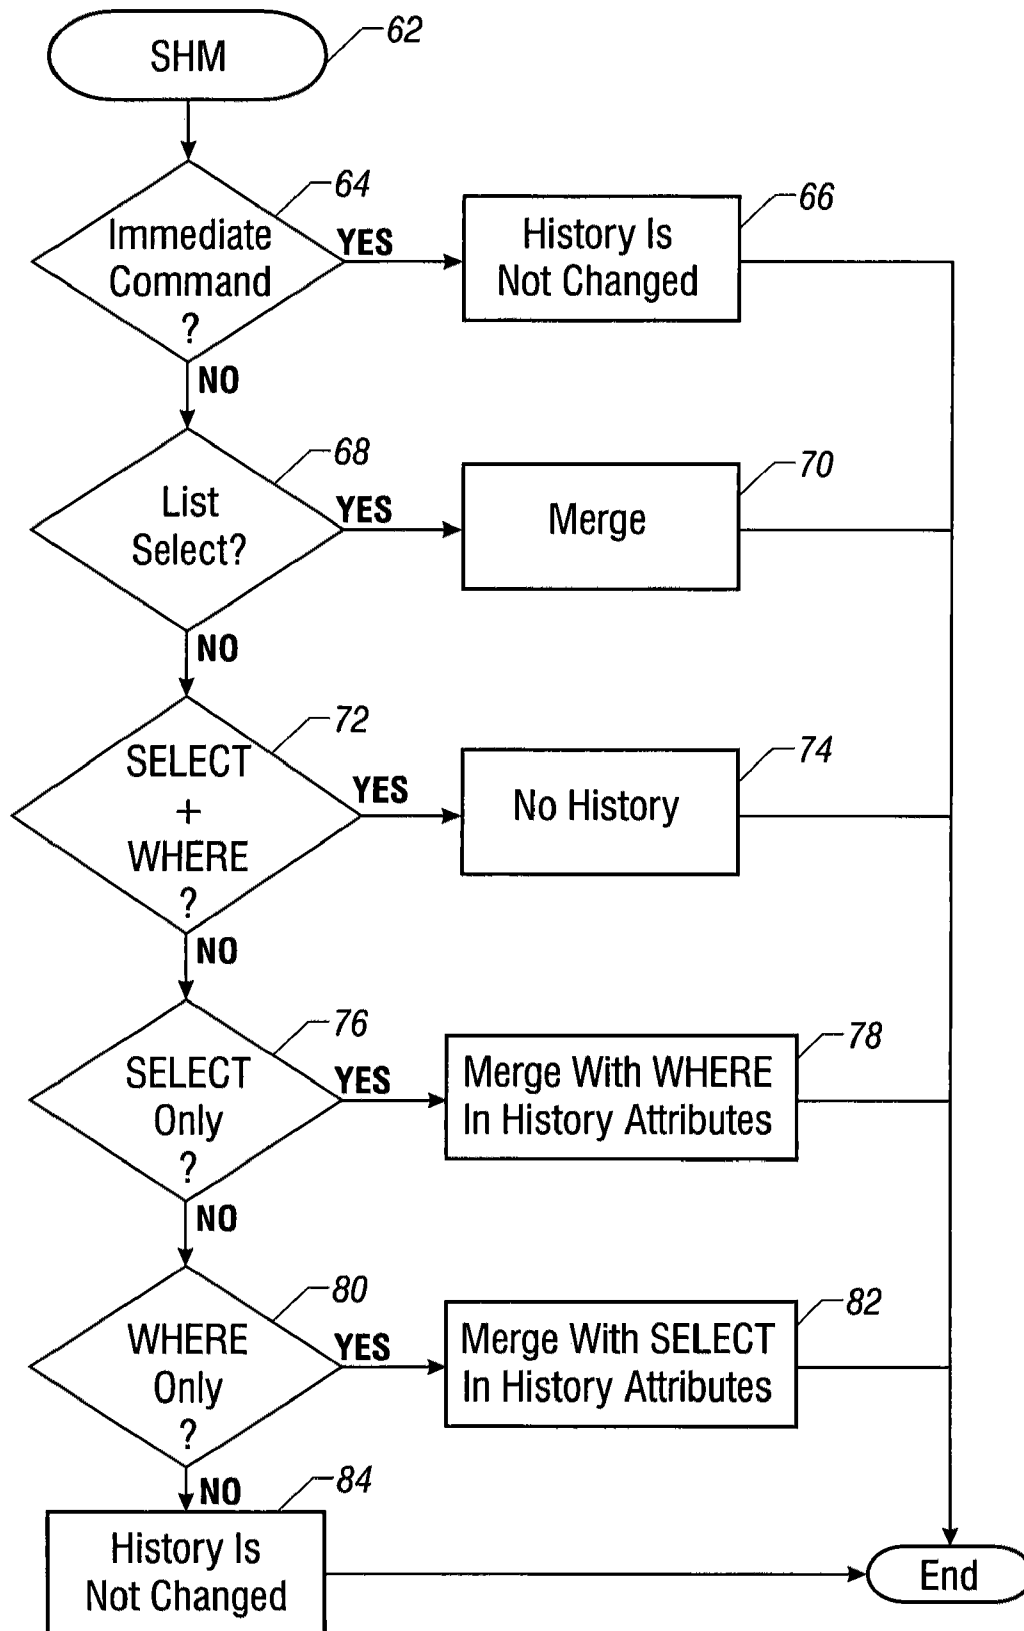 SHM
62
64
Immediate
Command
?
YES
History Is
Not Changed
66
NO
68
List
Select?
YES
Merge
70
NO
72
SELECT
+
WHERE
?
YES
No History
74
NO
76
SELECT
Only
?
YES
Merge With WHERE
In History Attributes
78
NO
80
WHERE
Only
?
YES
Merge With SELECT
In History Attributes
82
NO
84
History Is
Not Changed
End